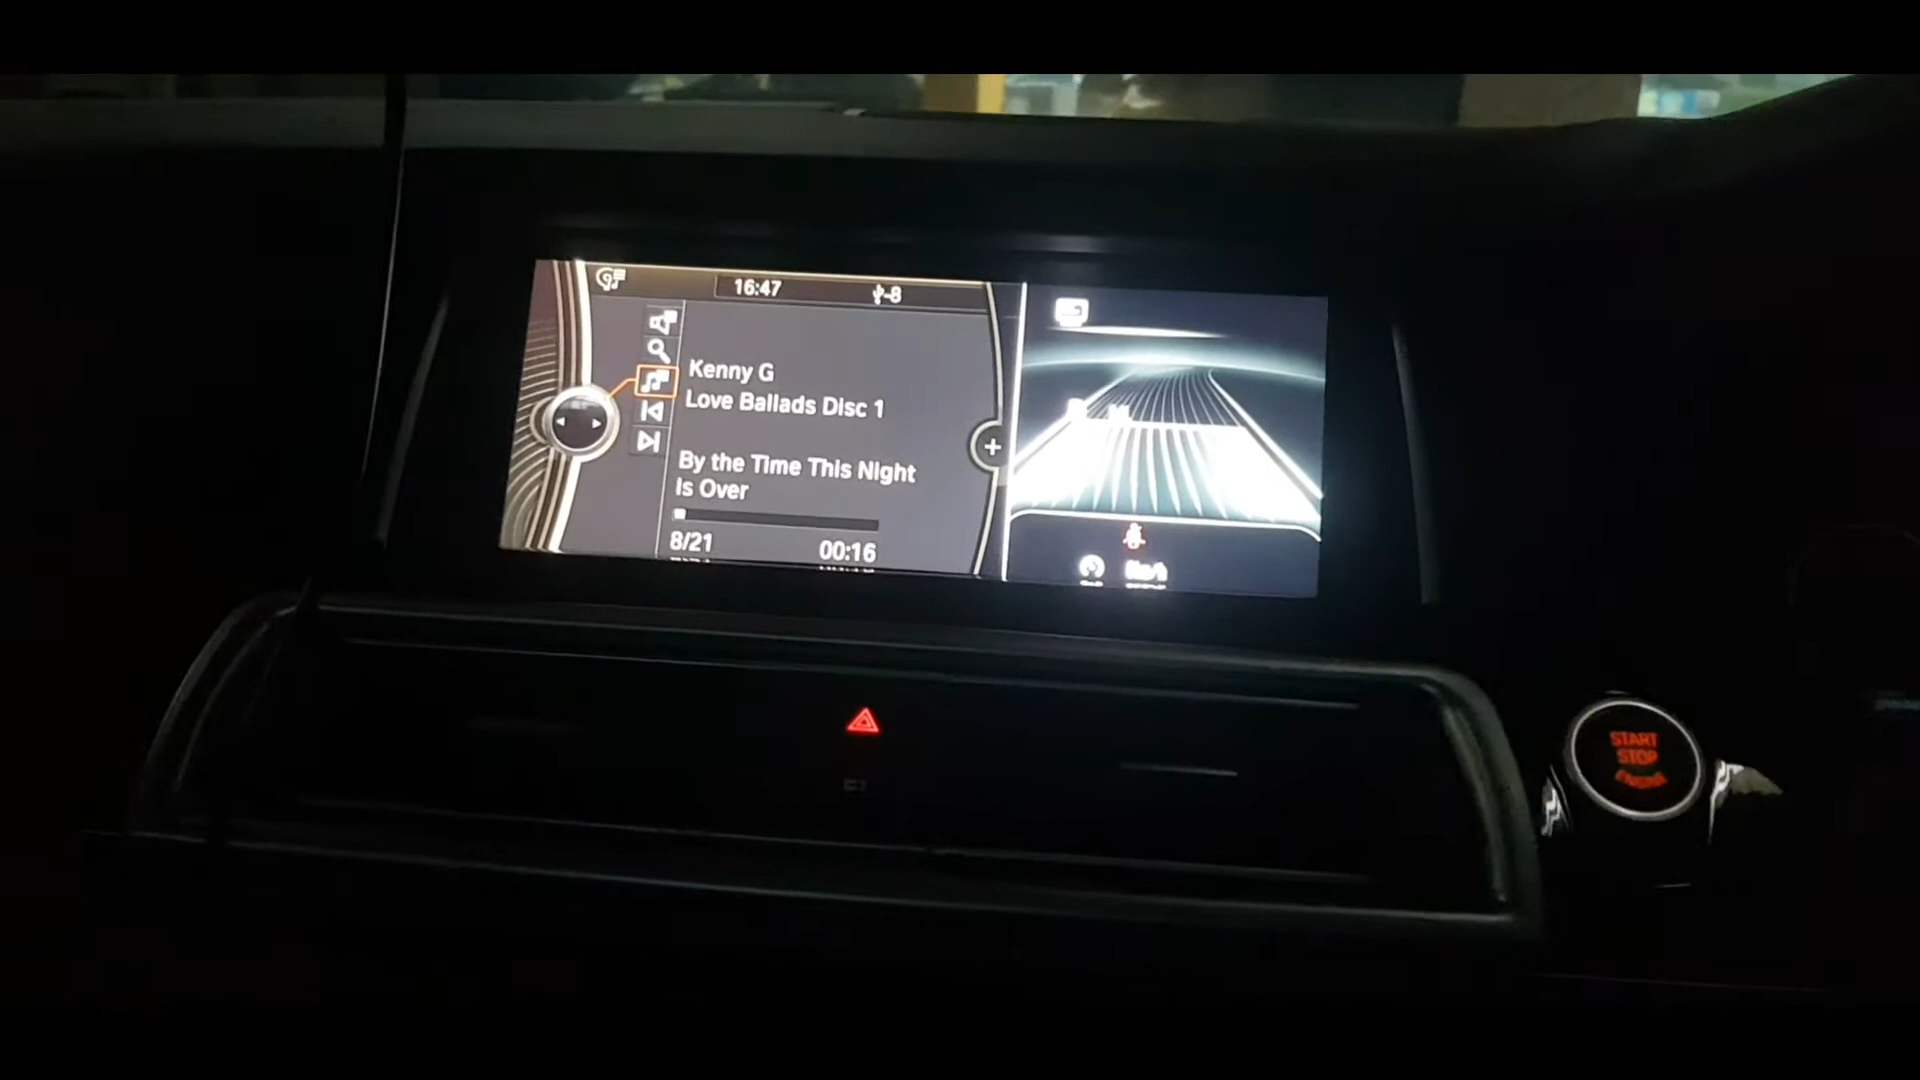 16:47
Kenny G
Love Ballads Disc 1
By the Time This Night
Is Over
8/21
00:16
START
STOP
ENGINE